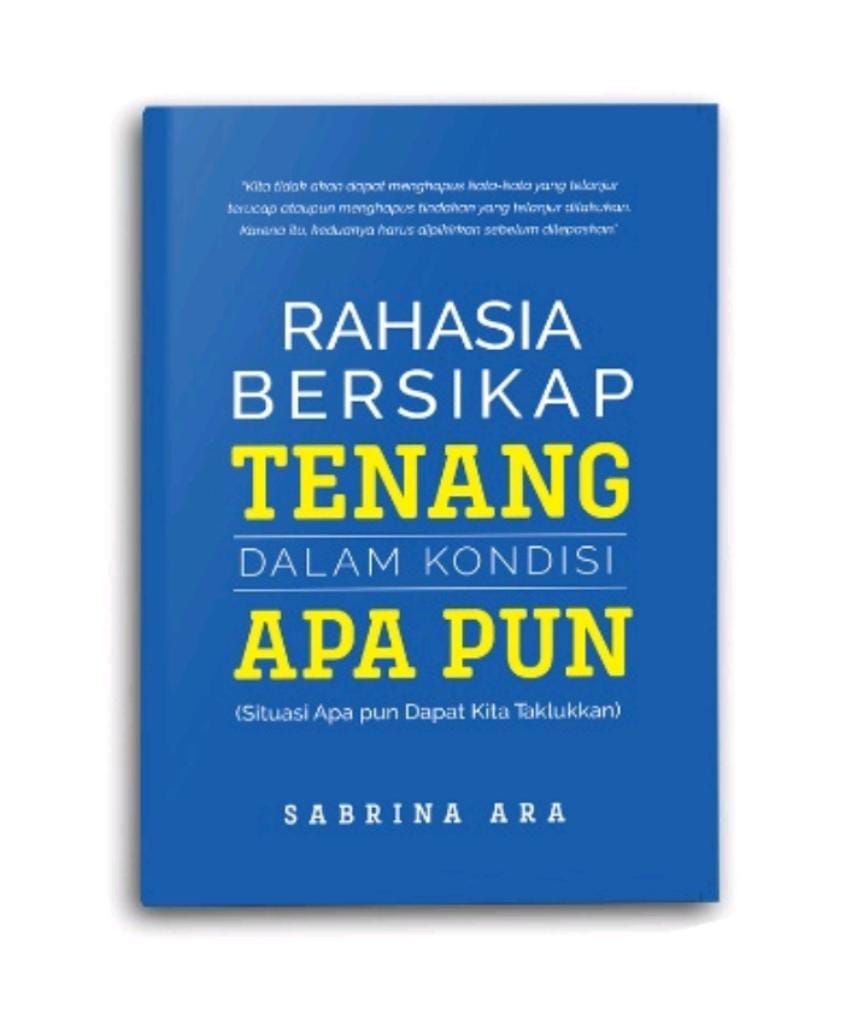 "Kita tidak akan dapat menghapus kata-kata yang telanjur
terucap ataupun menghapus tindakan yang telanjur dilakukan.
Karena itu, keduanya harus dipikirkan sebelum dilepaskan"
RAHASIA
BERSIKAP
TENANG
DALAM KONDISI
APA PUN
(Situasi Apa pun Dapat Kita Taklukkan)
SABRINA ARA